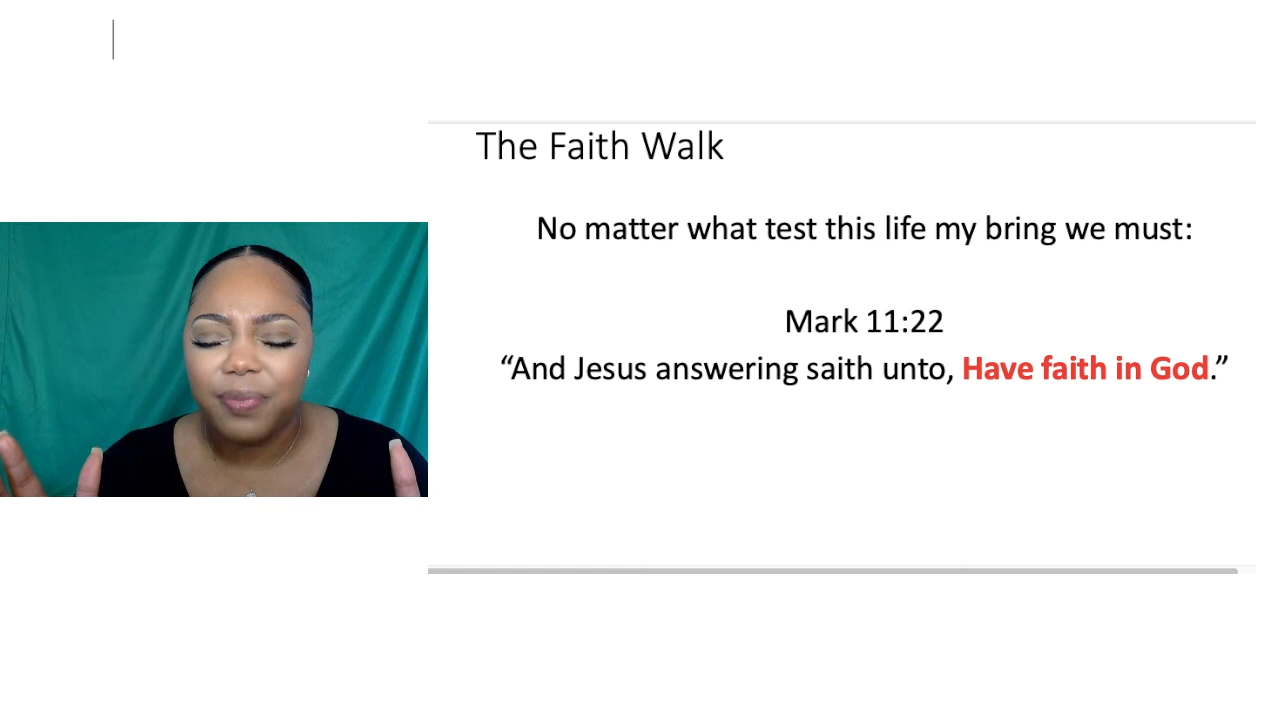 The Faith Walk
No matter what test this life my bring we must:
Mark 11:22
“And Jesus answering saith unto, Have faith in God.”